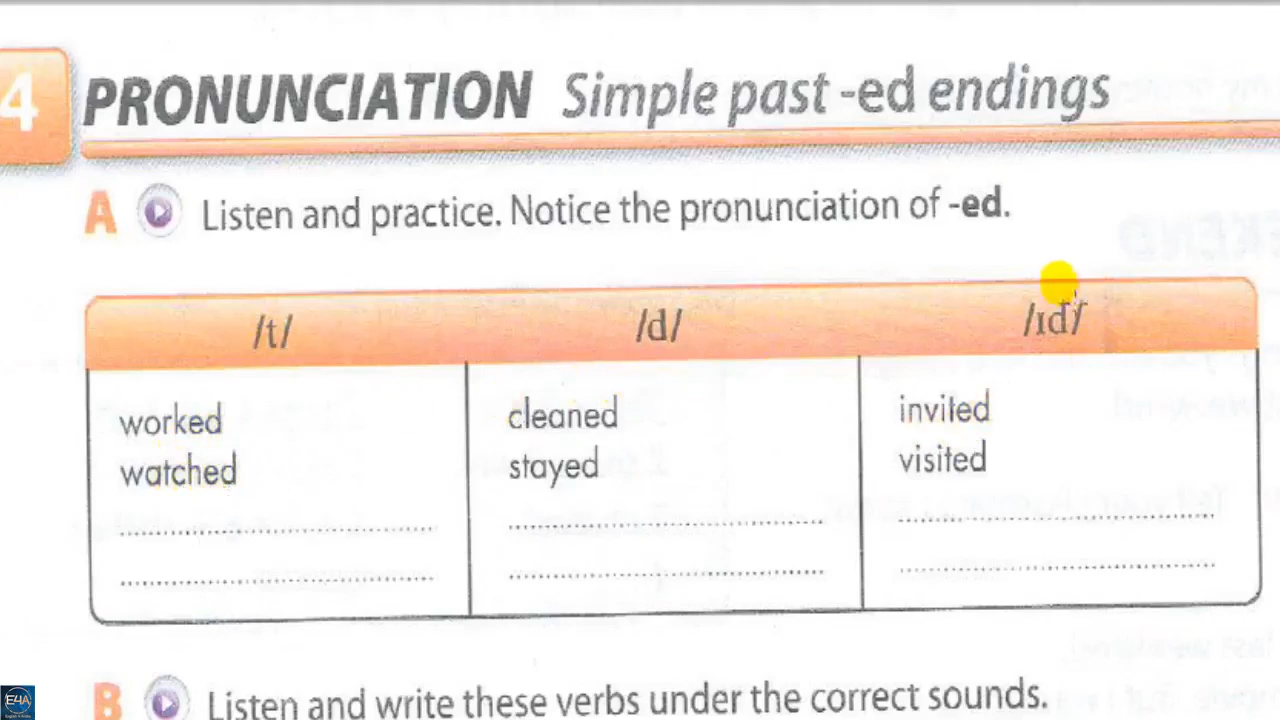 4 PRONUNCIATION Simple past -ed endings
A Listen and practice. Notice the pronunciation of -ed.
/t/ /d/ /ɪd/
worked cleaned invited
watched stayed visited
B Listen and write these verbs under the correct sounds.
E4A